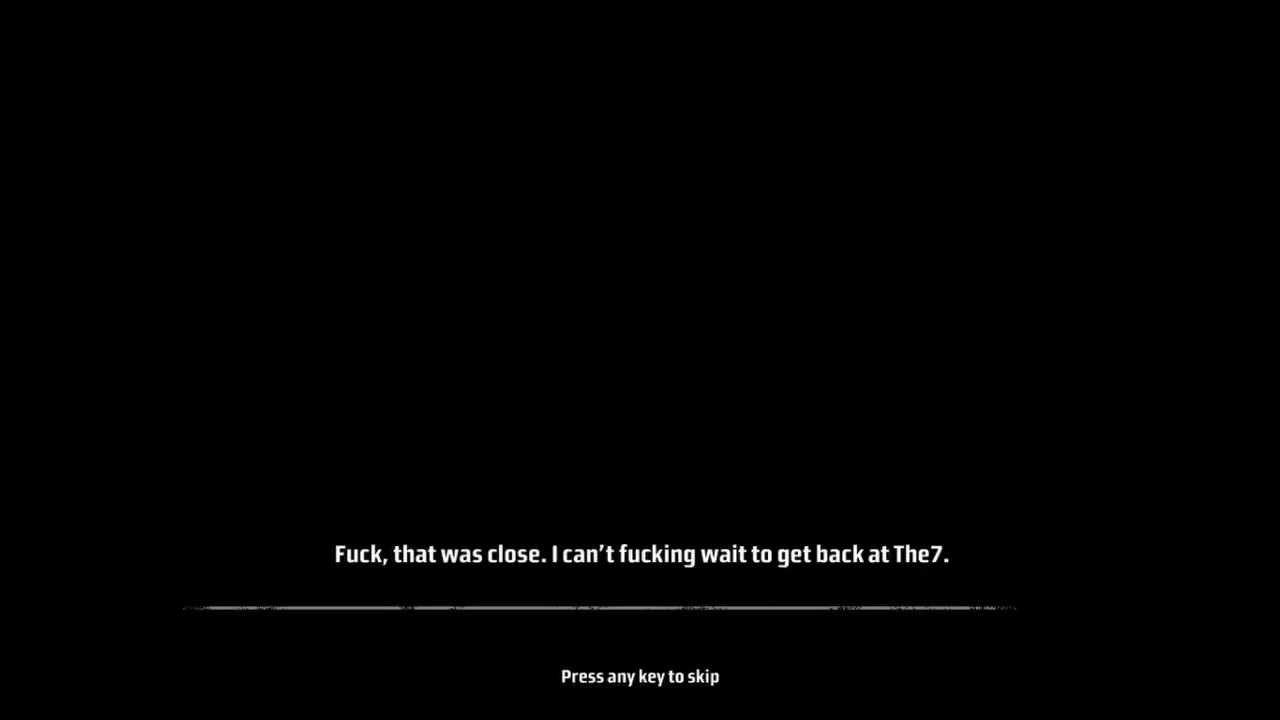 Fuck, that was close. I can’t fucking wait to get back at The7.
Press any key to skip